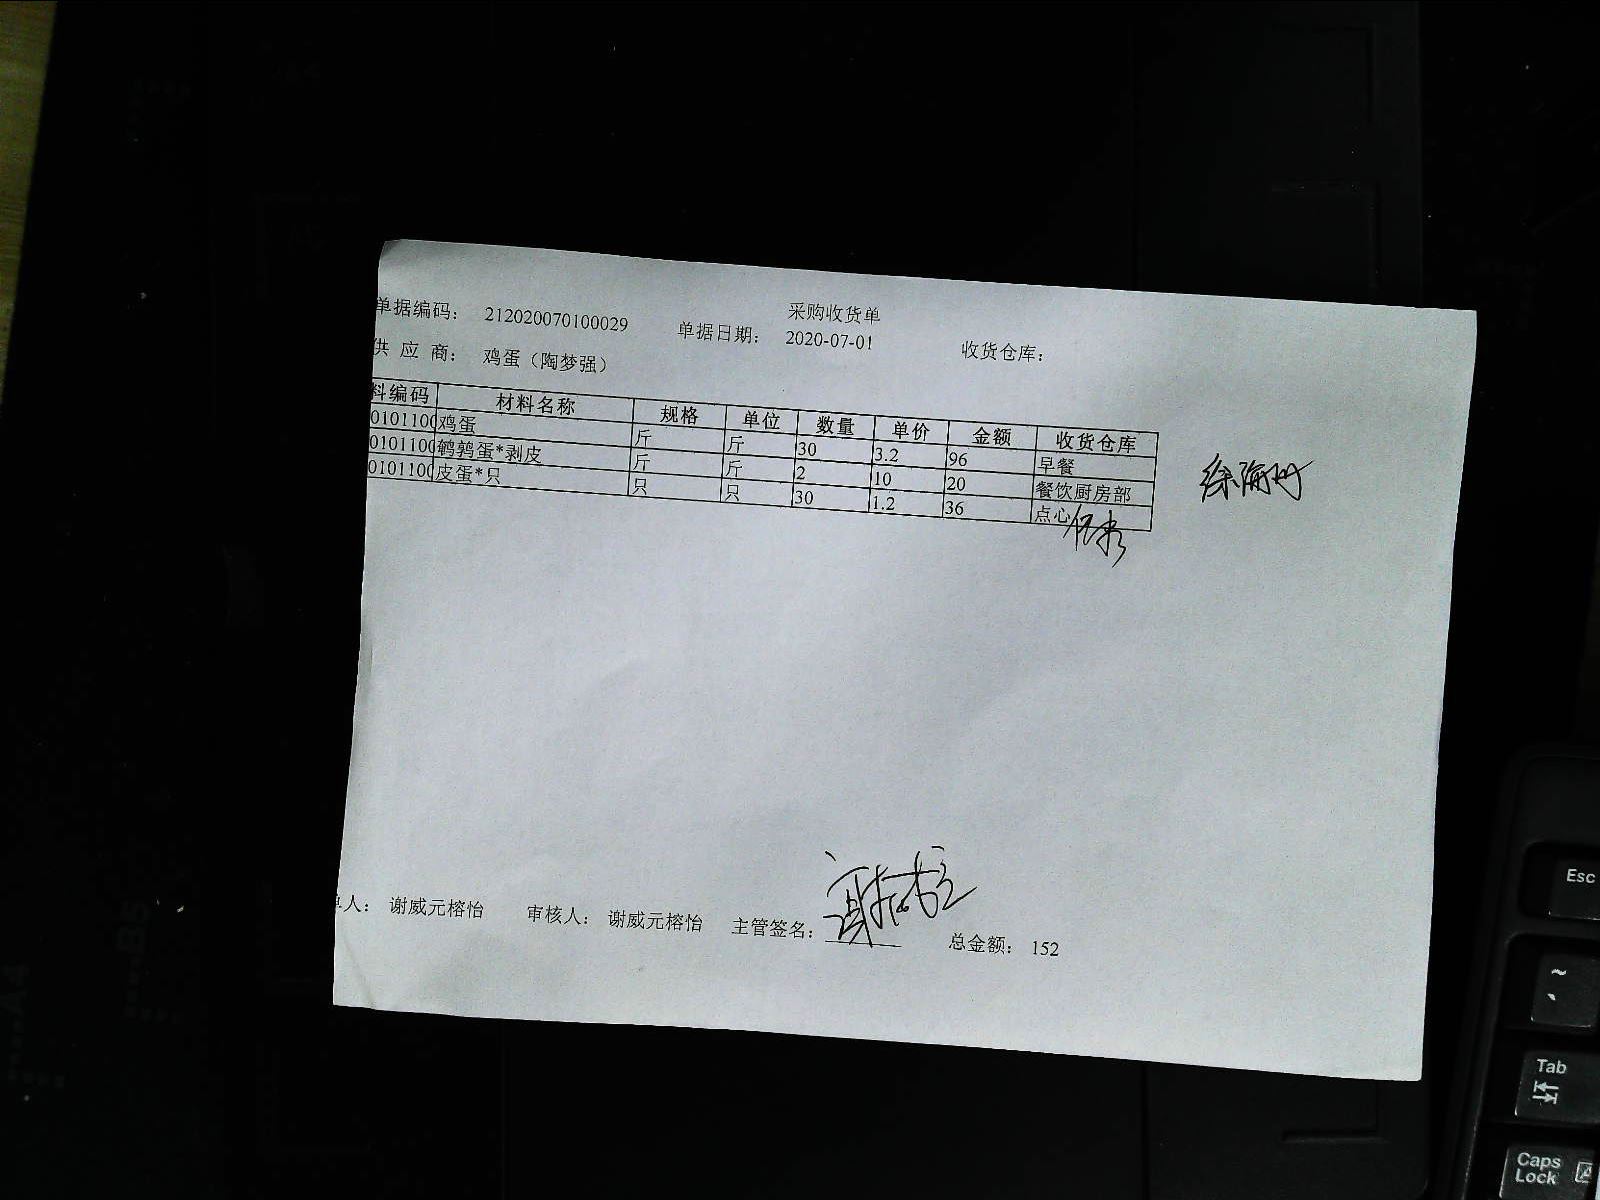 采购收货单
单据编码： 212020070100029 单据日期： 2020-07-01 收货仓库：
供 应 商： 鸡蛋（陶梦强）
料编码 材料名称 规格 单位 数量 单价 金额 收货仓库
0101100 鸡蛋 斤 斤 30 3.2 96 早餐
0101100 鹌鹑蛋*剥皮 斤 斤 2 10 20 餐饮厨房部
0101100 皮蛋*只 只 只 30 1.2 36 点心
单人： 谢威元榕怡 审核人： 谢威元榕怡 主管签名： 总金额： 152
Esc
~
Tab
Caps Lock
A
A4
B5